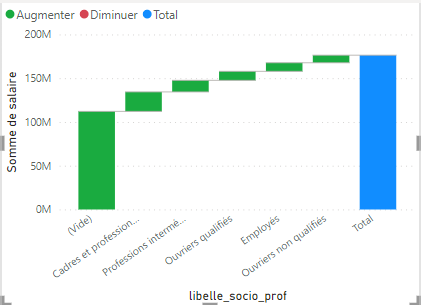 Augmenter Diminuer Total
200M
150M
100M
50M
0M
Somme de salaire
(Vide)
Cadres et profession...
Professions intermé...
Ouvriers qualifiés
Employés
Ouvriers non qualifiés
Total
libelle_socio_prof